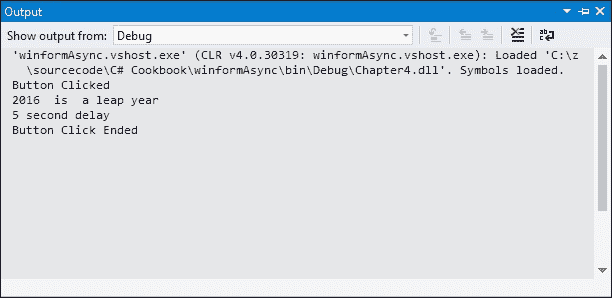 Output
Show output from: Debug
'winformAsync.vshost.exe' (CLR v4.0.30319: winformAsync.vshost.exe): Loaded 'C:\z
\sourcecode\C# Cookbook\winformAsync\bin\Debug\Chapter4.dll'. Symbols loaded.
Button Clicked
2016  is  a leap year
5 second delay
Button Click Ended